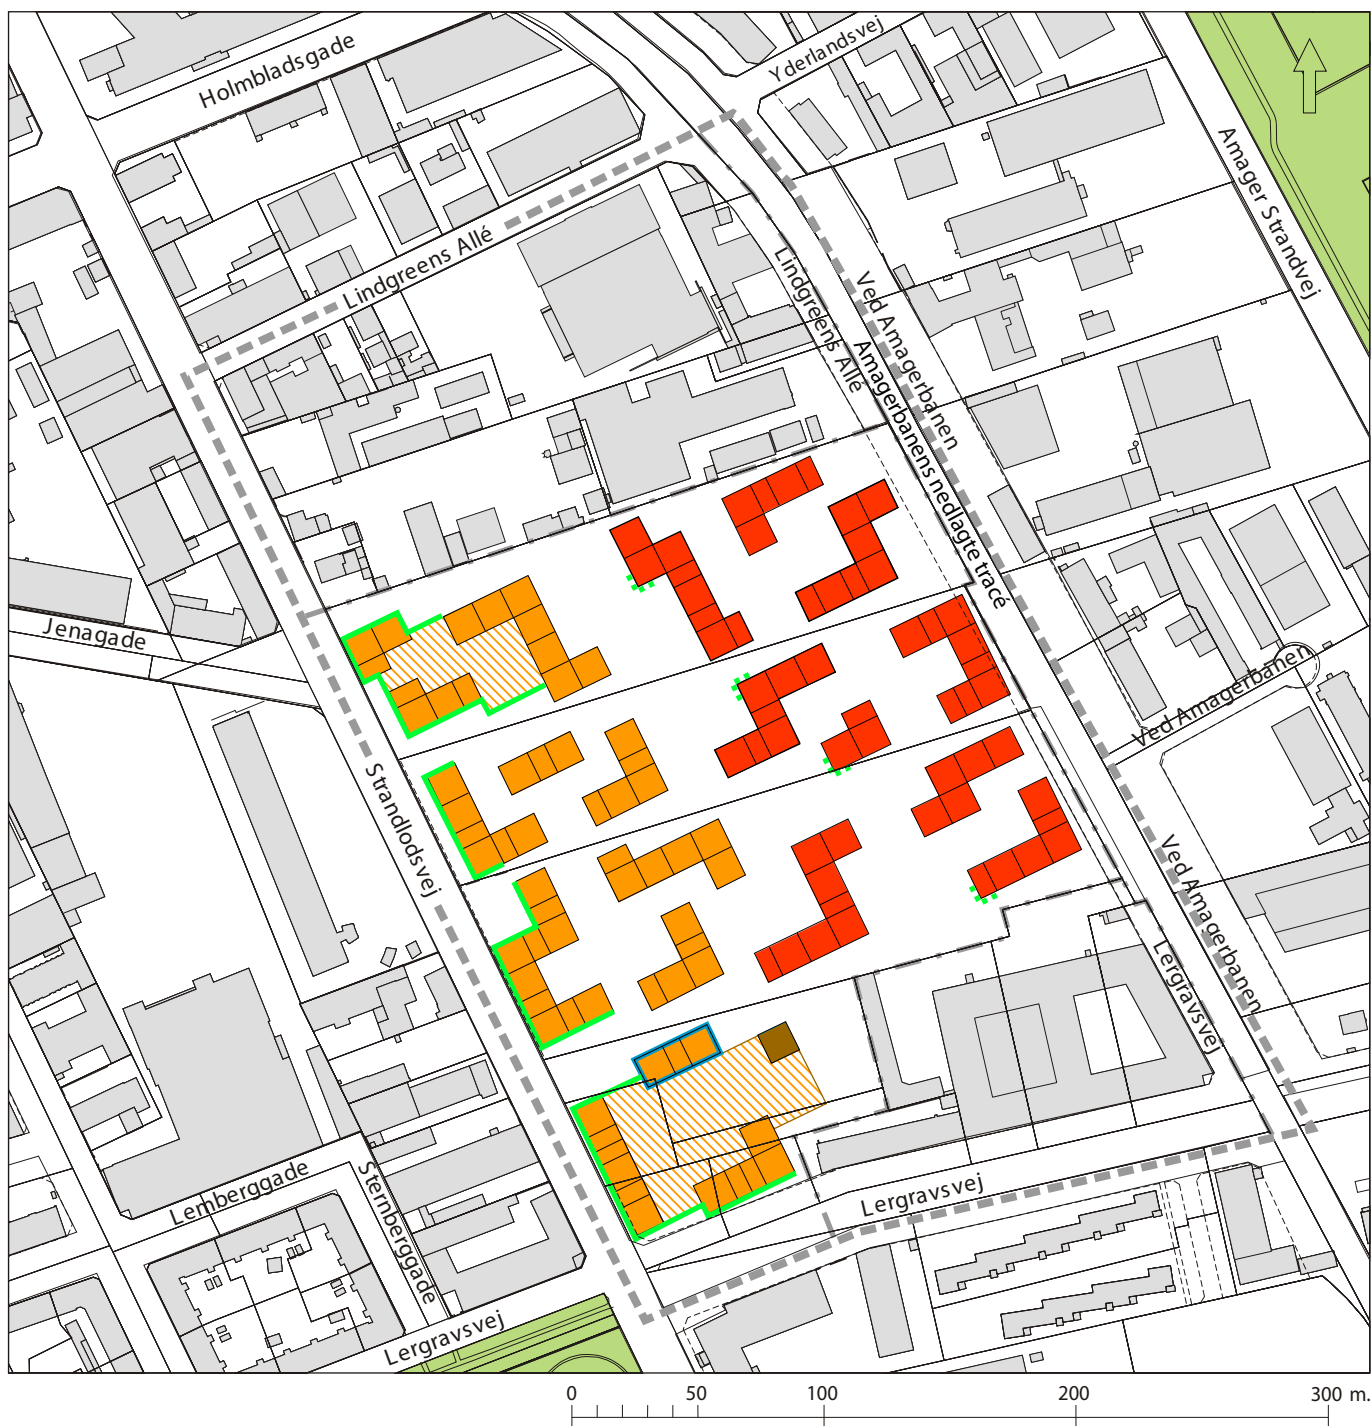 Yderlandsvej
Holmbladsgade
Amager Strandvej
Lindgreens Allé
Lindgreens Allé
Ved Amagerbanen
Amagerbanens nedlagte tracé
Jenagade
Ved Amagerbanen
Strandlodsvej
Ved Amagerbanen
Lergravsvej
Lemberggade
Sternberggade
Lergravsvej
Lergravsvej
0 50 100 200 300 m.